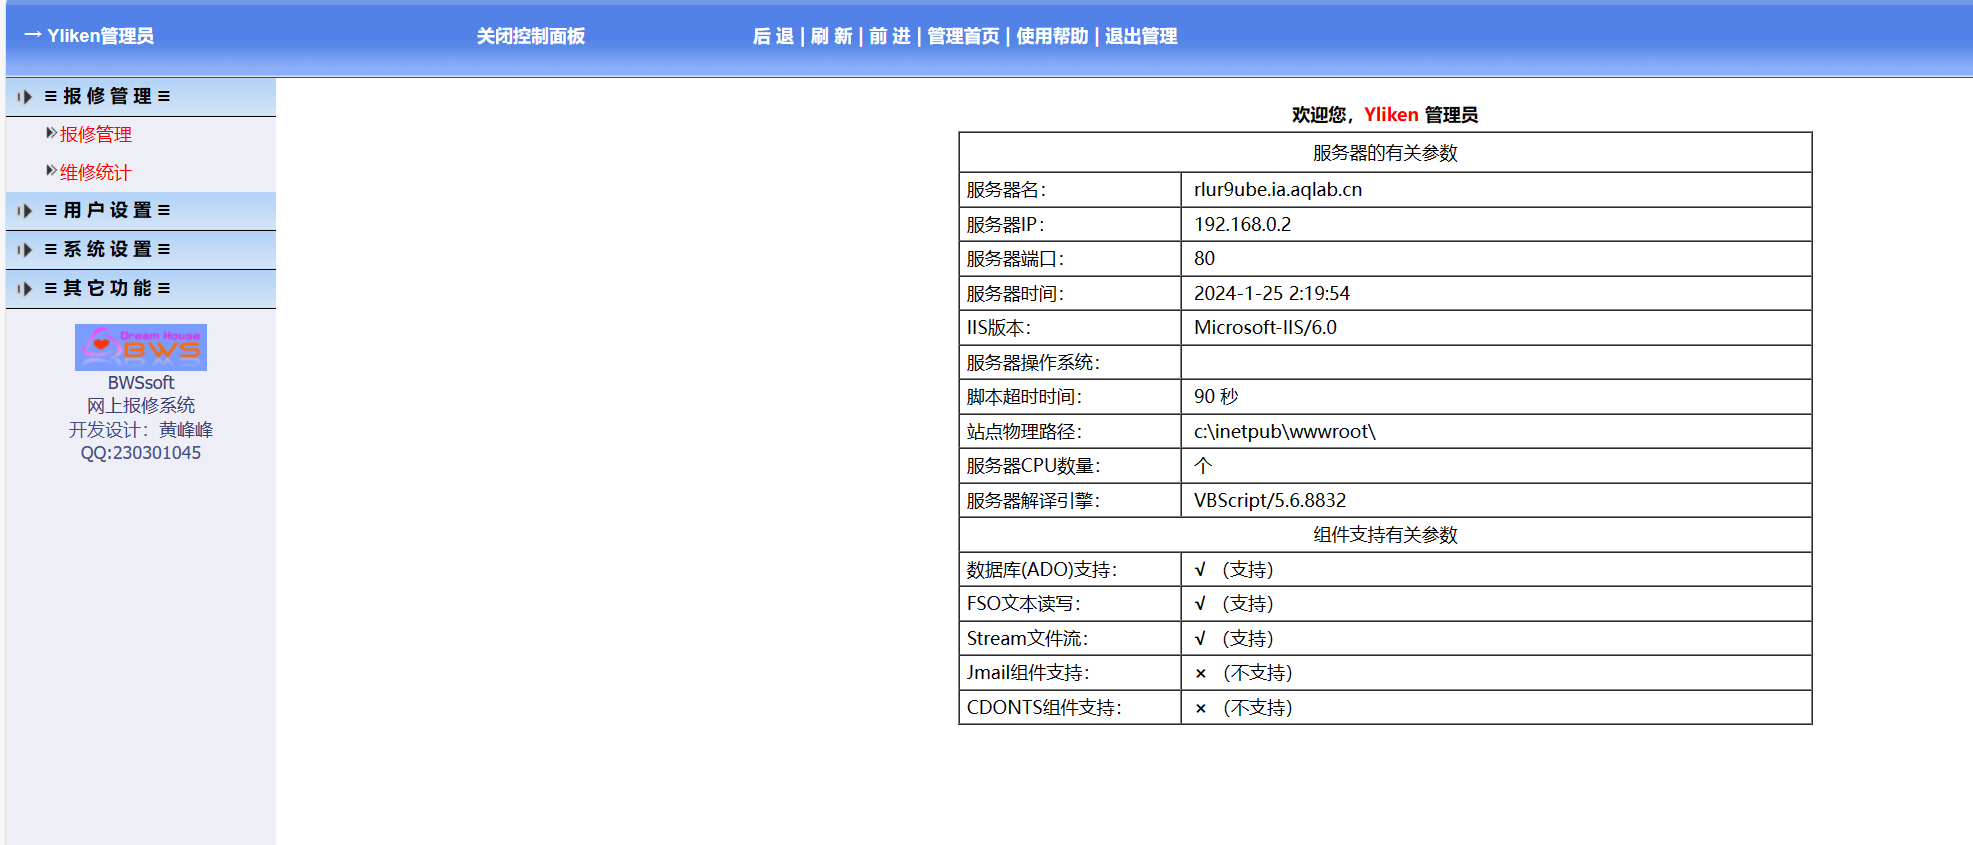 → Yliken管理员
关闭控制面板
后 退 | 刷 新 | 前 进 | 管理首页 | 使用帮助 | 退出管理
≡ 报 修 管 理 ≡
报修管理
维修统计
≡ 用 户 设 置 ≡
≡ 系 统 设 置 ≡
≡ 其 它 功 能 ≡
Dream House
BWS
BWSsoft
网上报修系统
开发设计：黄峰峰
QQ:230301045
欢迎您，Yliken 管理员
服务器的有关参数
服务器名： rlur9ube.ia.aqlab.cn
服务器IP： 192.168.0.2
服务器端口： 80
服务器时间： 2024-1-25 2:19:54
IIS版本： Microsoft-IIS/6.0
服务器操作系统：
脚本超时时间： 90 秒
站点物理路径： c:\inetpub\wwwroot\
服务器CPU数量： 个
服务器解译引擎： VBScript/5.6.8832
组件支持有关参数
数据库(ADO)支持： √ （支持）
FSO文本读写： √ （支持）
Stream文件流： √ （支持）
Jmail组件支持： × （不支持）
CDONTS组件支持： × （不支持）